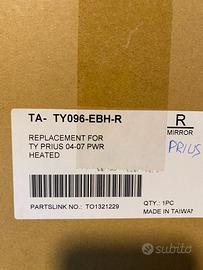 TA- TY096-EBH-R
R
MIRROR
REPLACEMENT FOR
TY PRIUS 04-07 PWR
HEATED
PRIUS
PARTSLINK NO.: TO1321229
QTY.: 1PC
MADE IN TAIWAN
subito